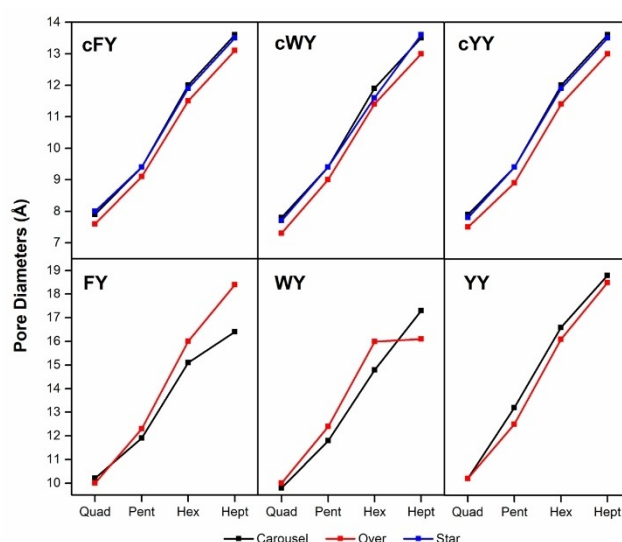 14
13
12
11
10
9
8
7
cFY
cWY
cYY
Pore Diameters (Å)
19
18
17
16
15
14
13
12
11
10
FY
WY
YY
Quad Pent Hex Hept Quad Pent Hex Hept Quad Pent Hex Hept
Carousel Over Star